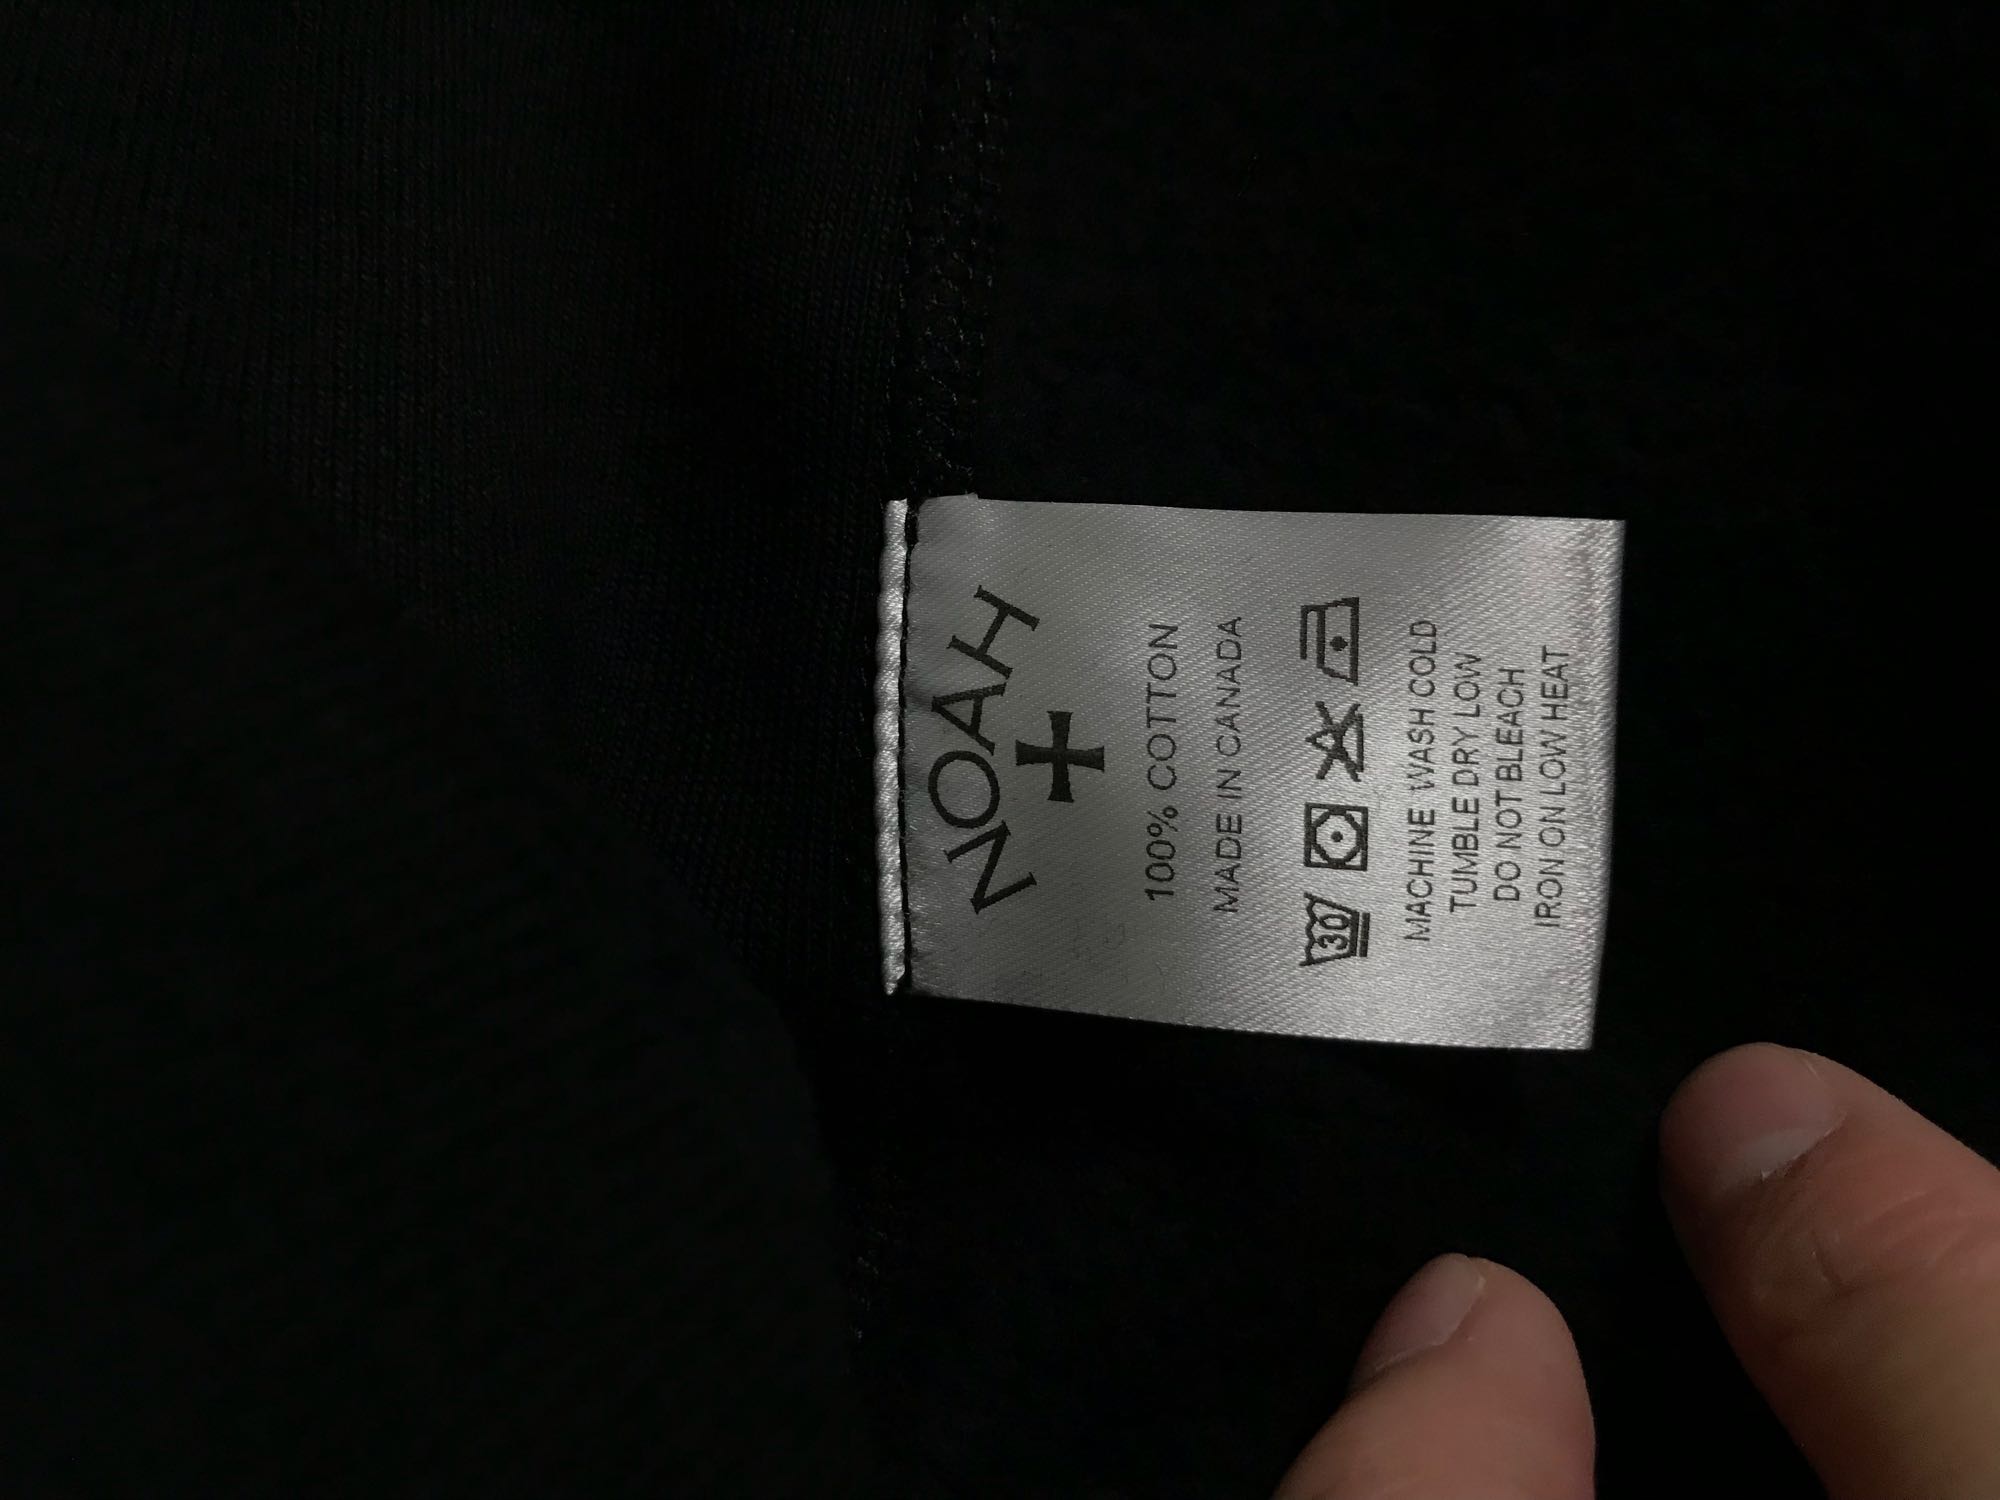 NOAH
100% COTTON
MADE IN CANADA
30
MACHINE WASH COLD
TUMBLE DRY LOW
DO NOT BLEACH
IRON ON LOW HEAT